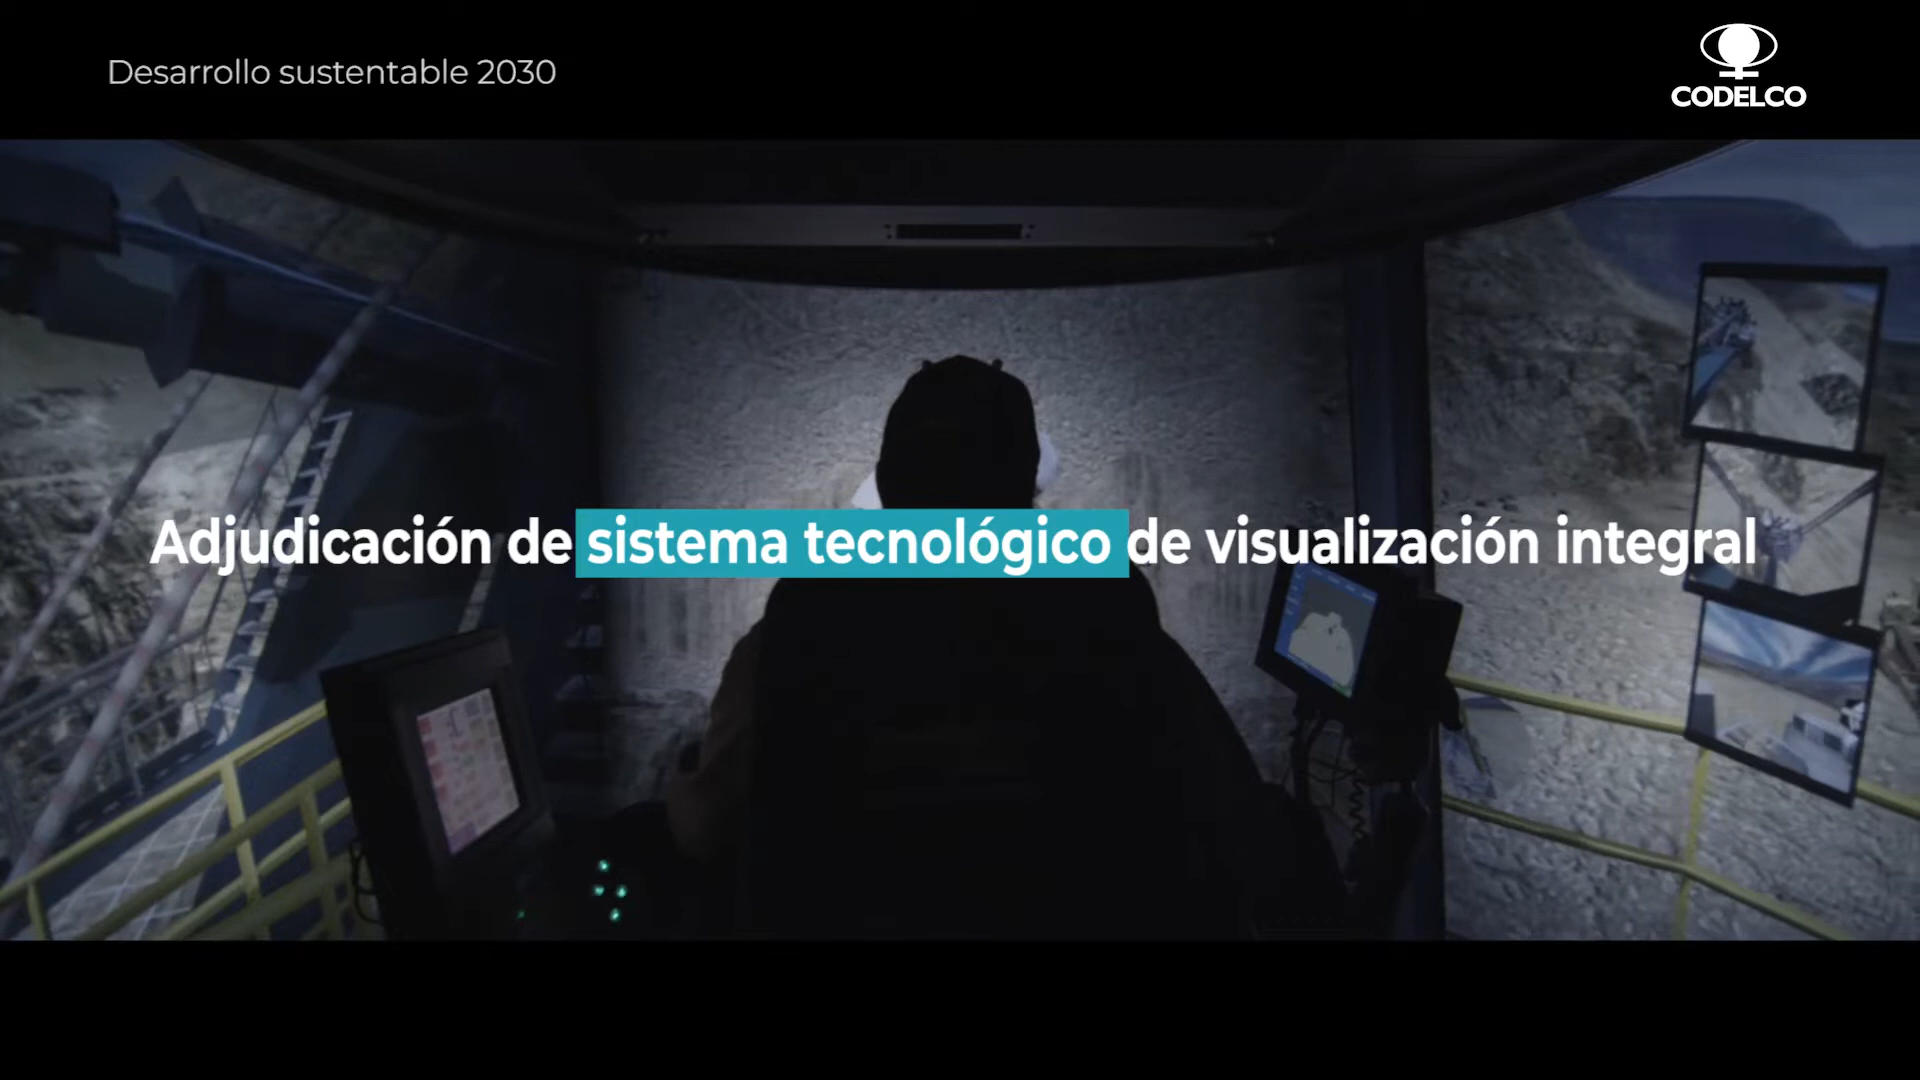 Desarrollo sustentable 2030
CODELCO
Adjudicación de sistema tecnológico de visualización integral